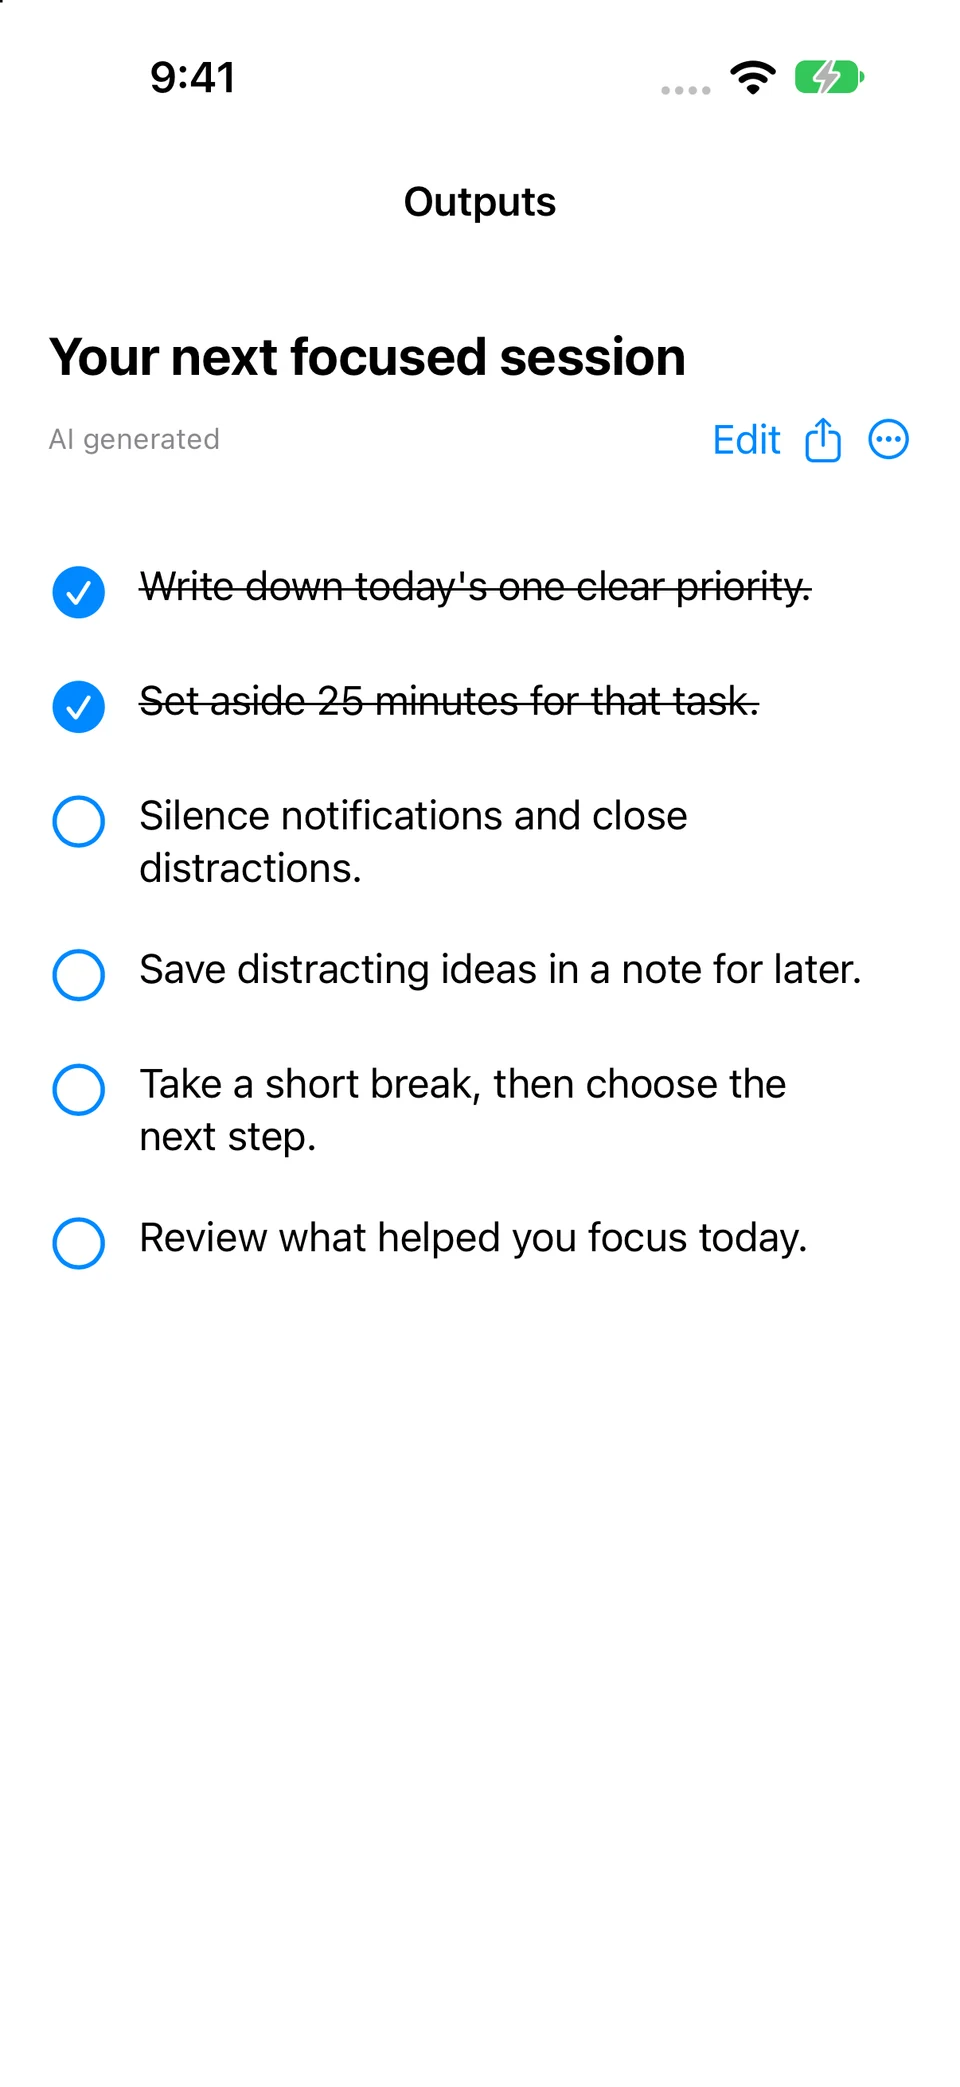 9:41
Outputs
Your next focused session
AI generated
Edit
Write down today's one clear priority.
Set aside 25 minutes for that task.
Silence notifications and close
distractions.
Save distracting ideas in a note for later.
Take a short break, then choose the
next step.
Review what helped you focus today.